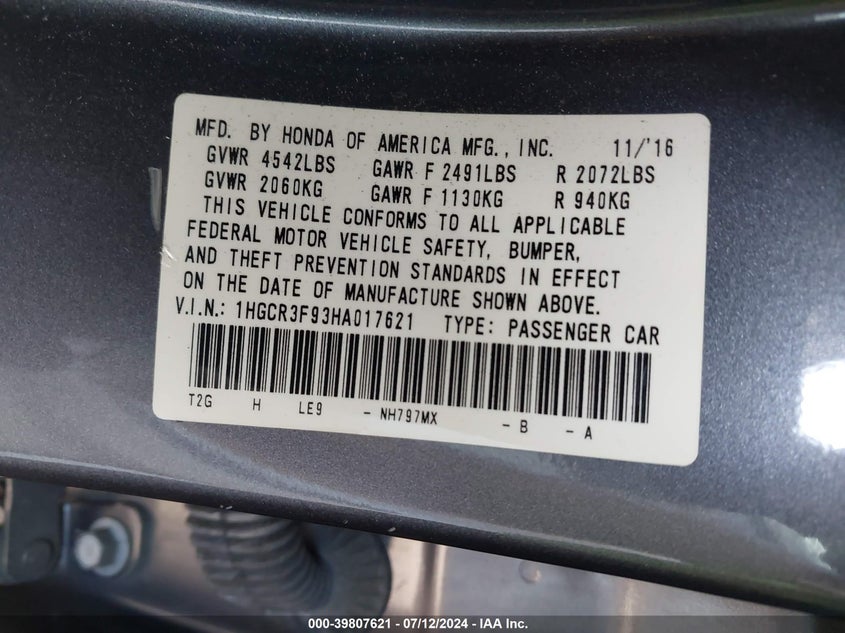 MFD. BY HONDA OF AMERICA MFG., INC. 11/'16
GVWR 4542LBS GAWR F 2491LBS R 2072LBS
GVWR 2060KG GAWR F 1130KG R 940KG
THIS VEHICLE CONFORMS TO ALL APPLICABLE
FEDERAL MOTOR VEHICLE SAFETY, BUMPER,
AND THEFT PREVENTION STANDARDS IN EFFECT
ON THE DATE OF MANUFACTURE SHOWN ABOVE.
V.I.N.: 1HGCR3F93HA017621 TYPE: PASSENGER CAR
T2G H LE9 - NH797MX - B - A
000-39807621 - 07/12/2024 - IAA Inc.